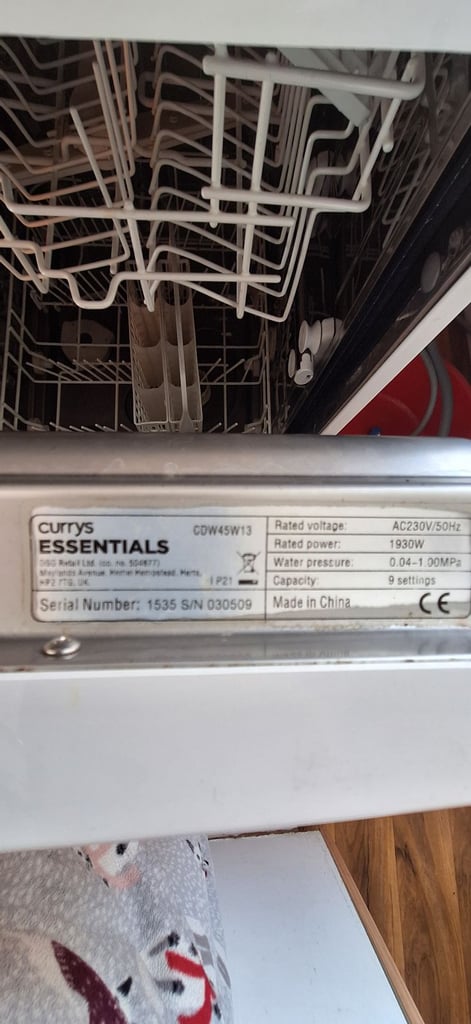 currys
ESSENTIALS
CDW45W13
DSG Retail Ltd. (co. no. 504877)
Maylands Avenue, Hemel Hempstead, Herts,
HP2 7TG, UK.
IP21
Serial Number: 1535 S/N 030509
Rated voltage: AC230V/50Hz
Rated power: 1930W
Water pressure: 0.04-1.00MPa
Capacity: 9 settings
Made in China CE